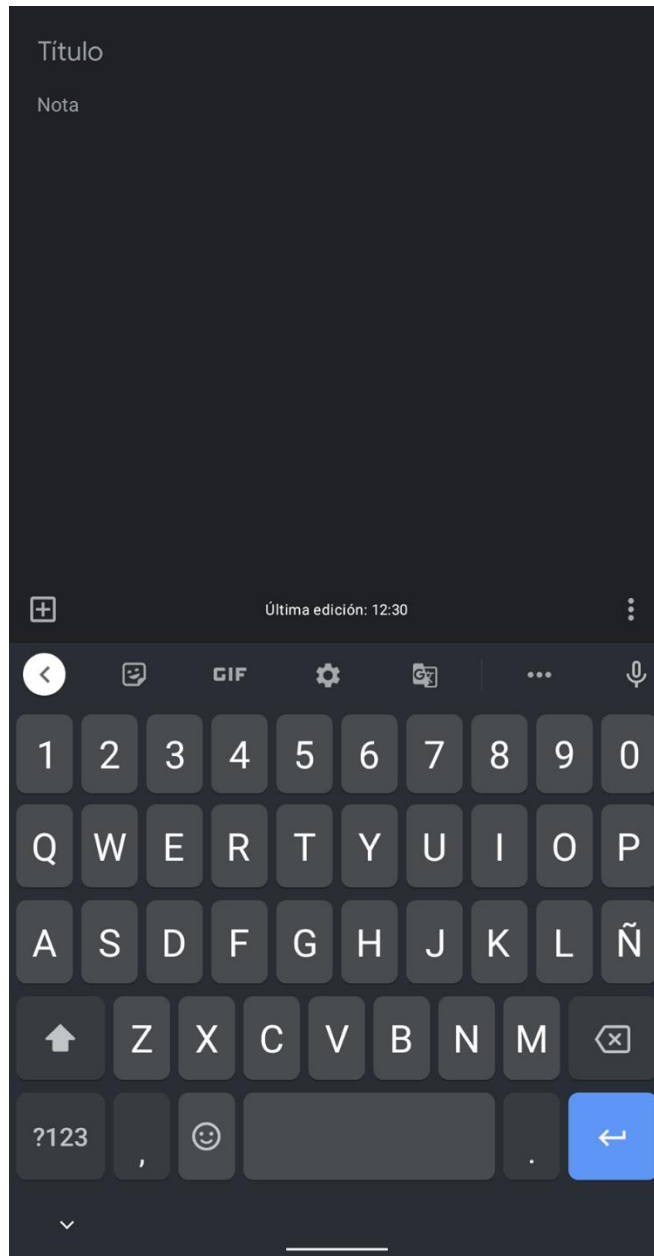 Título
Nota
Última edición: 12:30
GIF
1 2 3 4 5 6 7 8 9 0
Q W E R T Y U I O P
A S D F G H J K L Ñ
Z X C V B N M
?123 , .